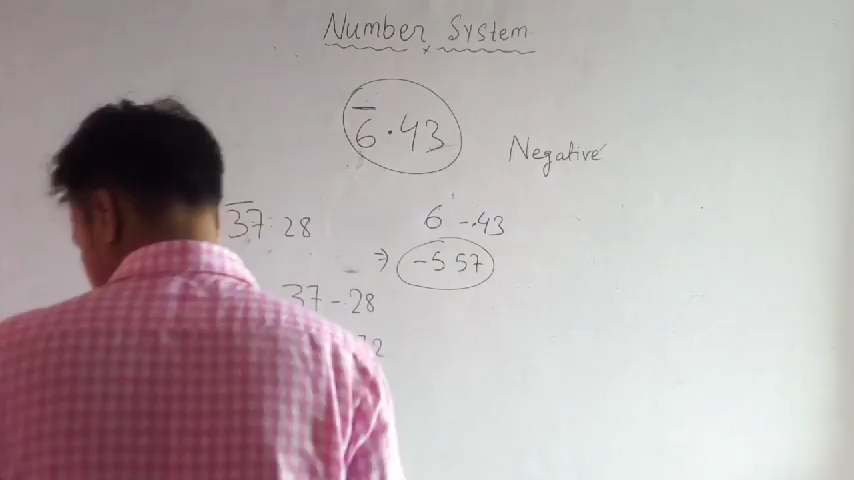 Number System
6̅.43
Negative
3̅7̅.28
6 -.43
⇒ -5.57
37 -.28